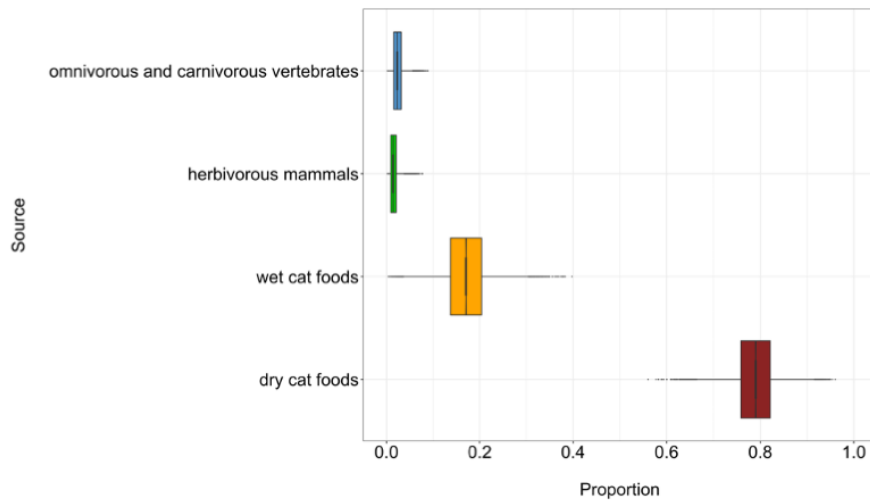 omnivorous and carnivorous vertebrates
herbivorous mammals
Source
wet cat foods
dry cat foods
0.0 0.2 0.4 0.6 0.8 1.0
Proportion